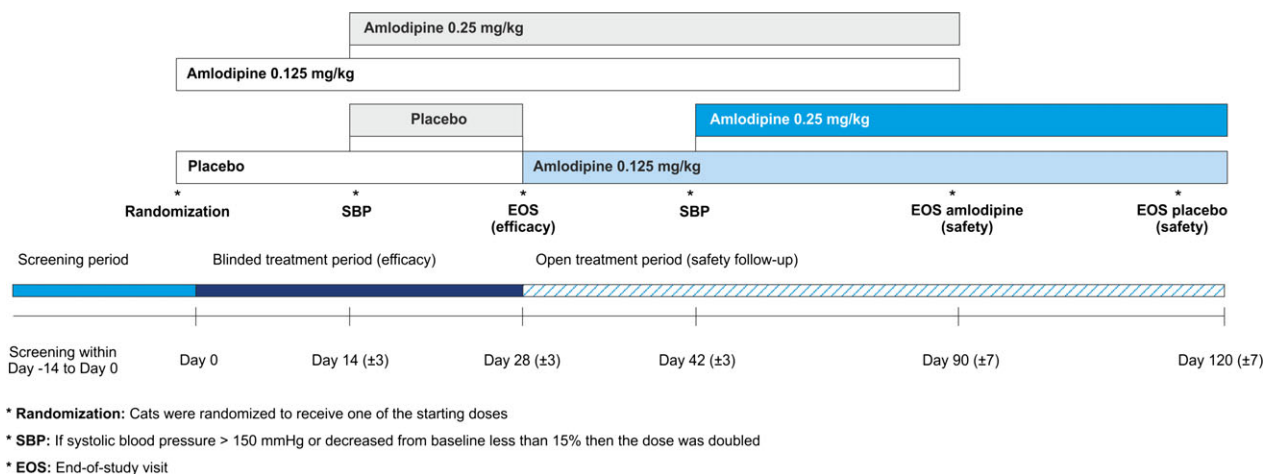 Amlodipine 0.25 mg/kg
Amlodipine 0.125 mg/kg
Placebo
Amlodipine 0.25 mg/kg
Placebo
Amlodipine 0.125 mg/kg
* * * * * *
Randomization SBP EOS SBP EOS amlodipine EOS placebo
(efficacy) (safety) (safety)
Screening period Blinded treatment period (efficacy) Open treatment period (safety follow-up)
Screening within Day 0 Day 14 (±3) Day 28 (±3) Day 42 (±3) Day 90 (±7) Day 120 (±7)
Day -14 to Day 0
* Randomization: Cats were randomized to receive one of the starting doses
* SBP: If systolic blood pressure > 150 mmHg or decreased from baseline less than 15% then the dose was doubled
* EOS: End-of-study visit